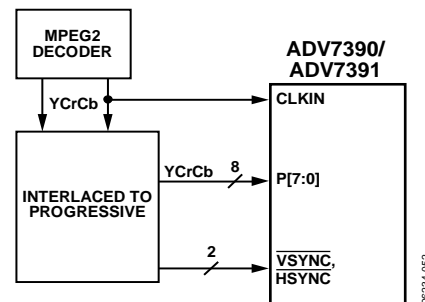 MPEG2
DECODER
YCrCb
ADV7390/
ADV7391
CLKIN
INTERLACED TO
PROGRESSIVE
YCrCb
8
P[7:0]
2
VSYNC,
HSYNC